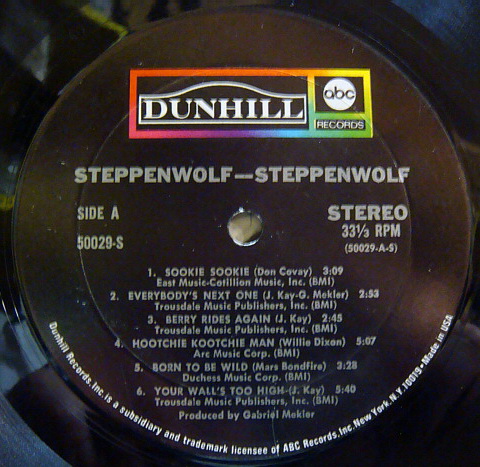 DUNHILL
abc
RECORDS
STEPPENWOLF—STEPPENWOLF
SIDE A
STEREO
50029-S
33⅓ RPM
(50029-A-S)
1. SOOKIE SOOKIE (Don Covay) 3:09
East Music-Cotillion Music, Inc. (BMI)
2. EVERYBODY'S NEXT ONE (J. Kay-G. Mekler) 2:53
Trousdale Music Publishers, Inc. (BMI)
3. BERRY RIDES AGAIN (J. Kay) 2:45
Trousdale Music Publishers, Inc. (BMI)
4. HOOTCHIE KOOTCHIE MAN (Willie Dixon) 5:07
Arc Music Corp. (BMI)
5. BORN TO BE WILD (Mars Bondfire) 3:28
Duchess Music Corp. (BMI)
6. YOUR WALL'S TOO HIGH (J. Kay) 5:40
Trousdale Music Publishers, Inc. (BMI)
Produced by Gabriel Mekler
Dunhill Records, Inc. is a subsidiary and trademark licensee of ABC Records, Inc. New York, N.Y. 10019 • Made in USA